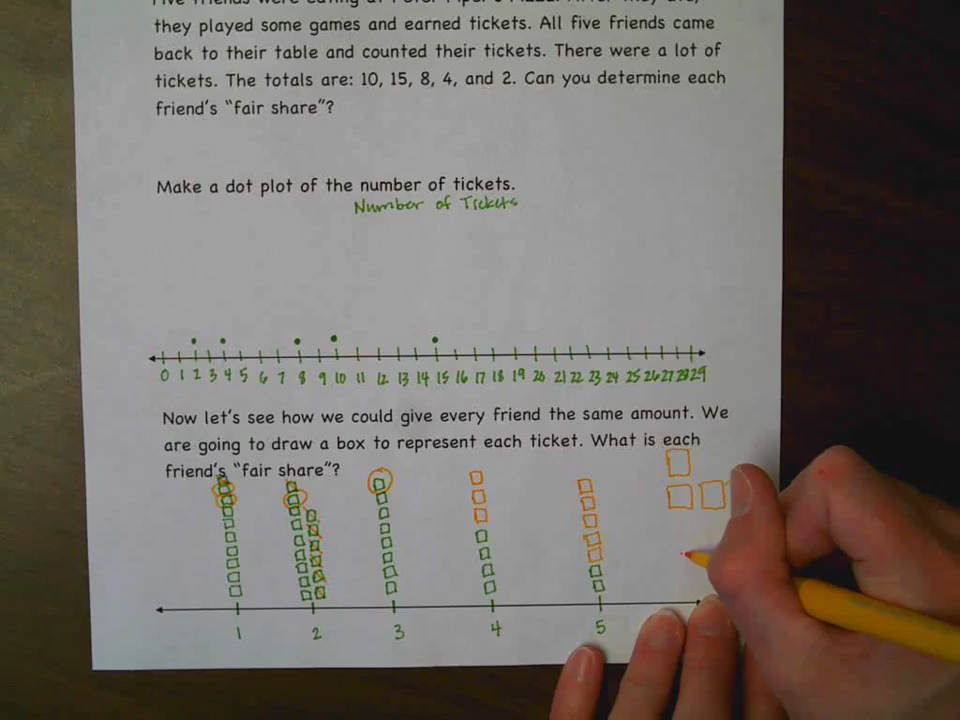 they played some games and earned tickets. All five friends came
back to their table and counted their tickets. There were a lot of
tickets. The totals are: 10, 15, 8, 4, and 2. Can you determine each
friend's "fair share"?
Make a dot plot of the number of tickets.
Number of Tickets
0 1 2 3 4 5 6 7 8 9 10 11 12 13 14 15 16 17 18 19 20 21 22 23 24 25 26 27 28 29
Now let's see how we could give every friend the same amount. We
are going to draw a box to represent each ticket. What is each
friend's "fair share"?
1 2 3 4 5